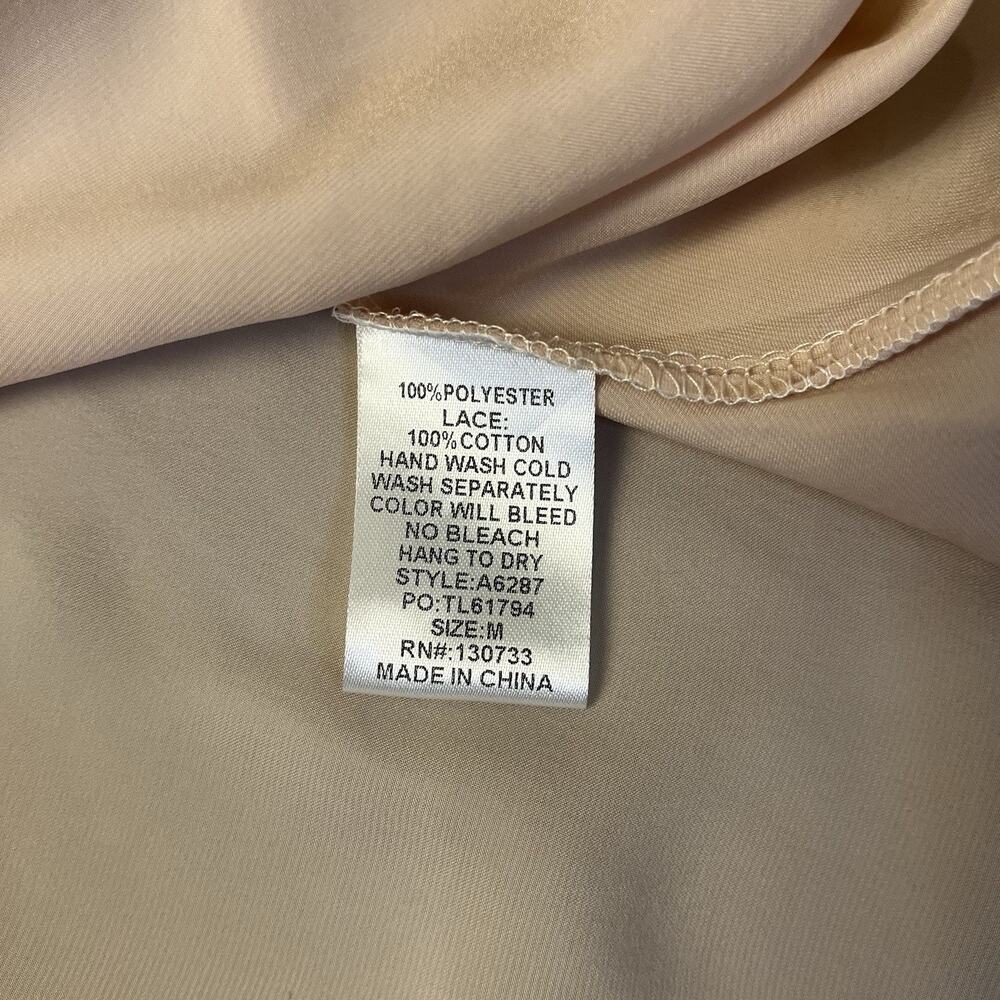 100%POLYESTER
LACE:
100%COTTON
HAND WASH COLD
WASH SEPARATELY
COLOR WILL BLEED
NO BLEACH
HANG TO DRY
STYLE:A6287
PO:TL61794
SIZE:M
RN#:130733
MADE IN CHINA